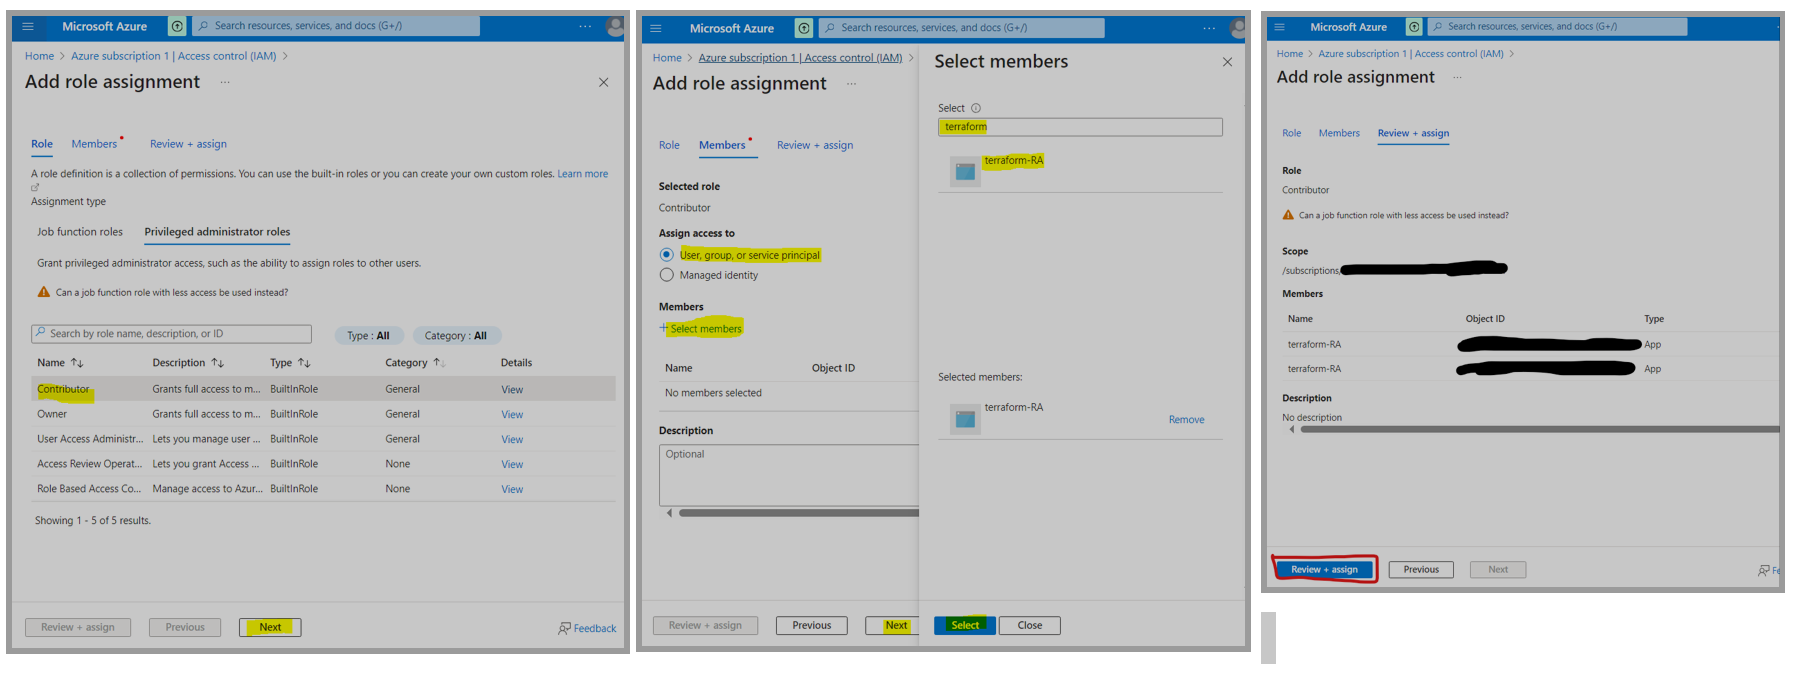 Microsoft Azure
Search resources, services, and docs (G+/)
...
Home > Azure subscription 1 | Access control (IAM) >
Add role assignment ...
Role Members Review + assign
A role definition is a collection of permissions. You can use the built-in roles or you can create your own custom roles. Learn more
Assignment type
Job function roles Privileged administrator roles
Grant privileged administrator access, such as the ability to assign roles to other users.
Can a job function role with less access be used instead?
Search by role name, description, or ID Type : All Category : All
Name Description Type Category Details
Contributor Grants full access to m... BuiltInRole General View
Owner Grants full access to m... BuiltInRole General View
User Access Administr... Lets you manage user ... BuiltInRole General View
Access Review Operat... Lets you grant Access ... BuiltInRole None View
Role Based Access Co... Manage access to Azur... BuiltInRole None View
Showing 1 - 5 of 5 results.
Review + assign Previous Next Feedback
Microsoft Azure
Search resources, services, and docs (G+/)
...
Home > Azure subscription 1 | Access control (IAM) >
Add role assignment ...
Role Members Review + assign
Selected role
Contributor
Assign access to
User, group, or service principal
Managed identity
Members
+ Select members
Name Object ID
No members selected
Description
Optional
Review + assign Previous Next
Select members
Select
terraform
terraform-RA
Selected members:
terraform-RA
Remove
Select Close
Microsoft Azure
Search resources, services, and docs (G+/)
Home > Azure subscription 1 | Access control (IAM) >
Add role assignment ...
Role Members Review + assign
Role
Contributor
Can a job function role with less access be used instead?
Scope
/subscriptions/
Members
Name Object ID Type
terraform-RA App
terraform-RA App
Description
No description
Review + assign Previous Next Fe